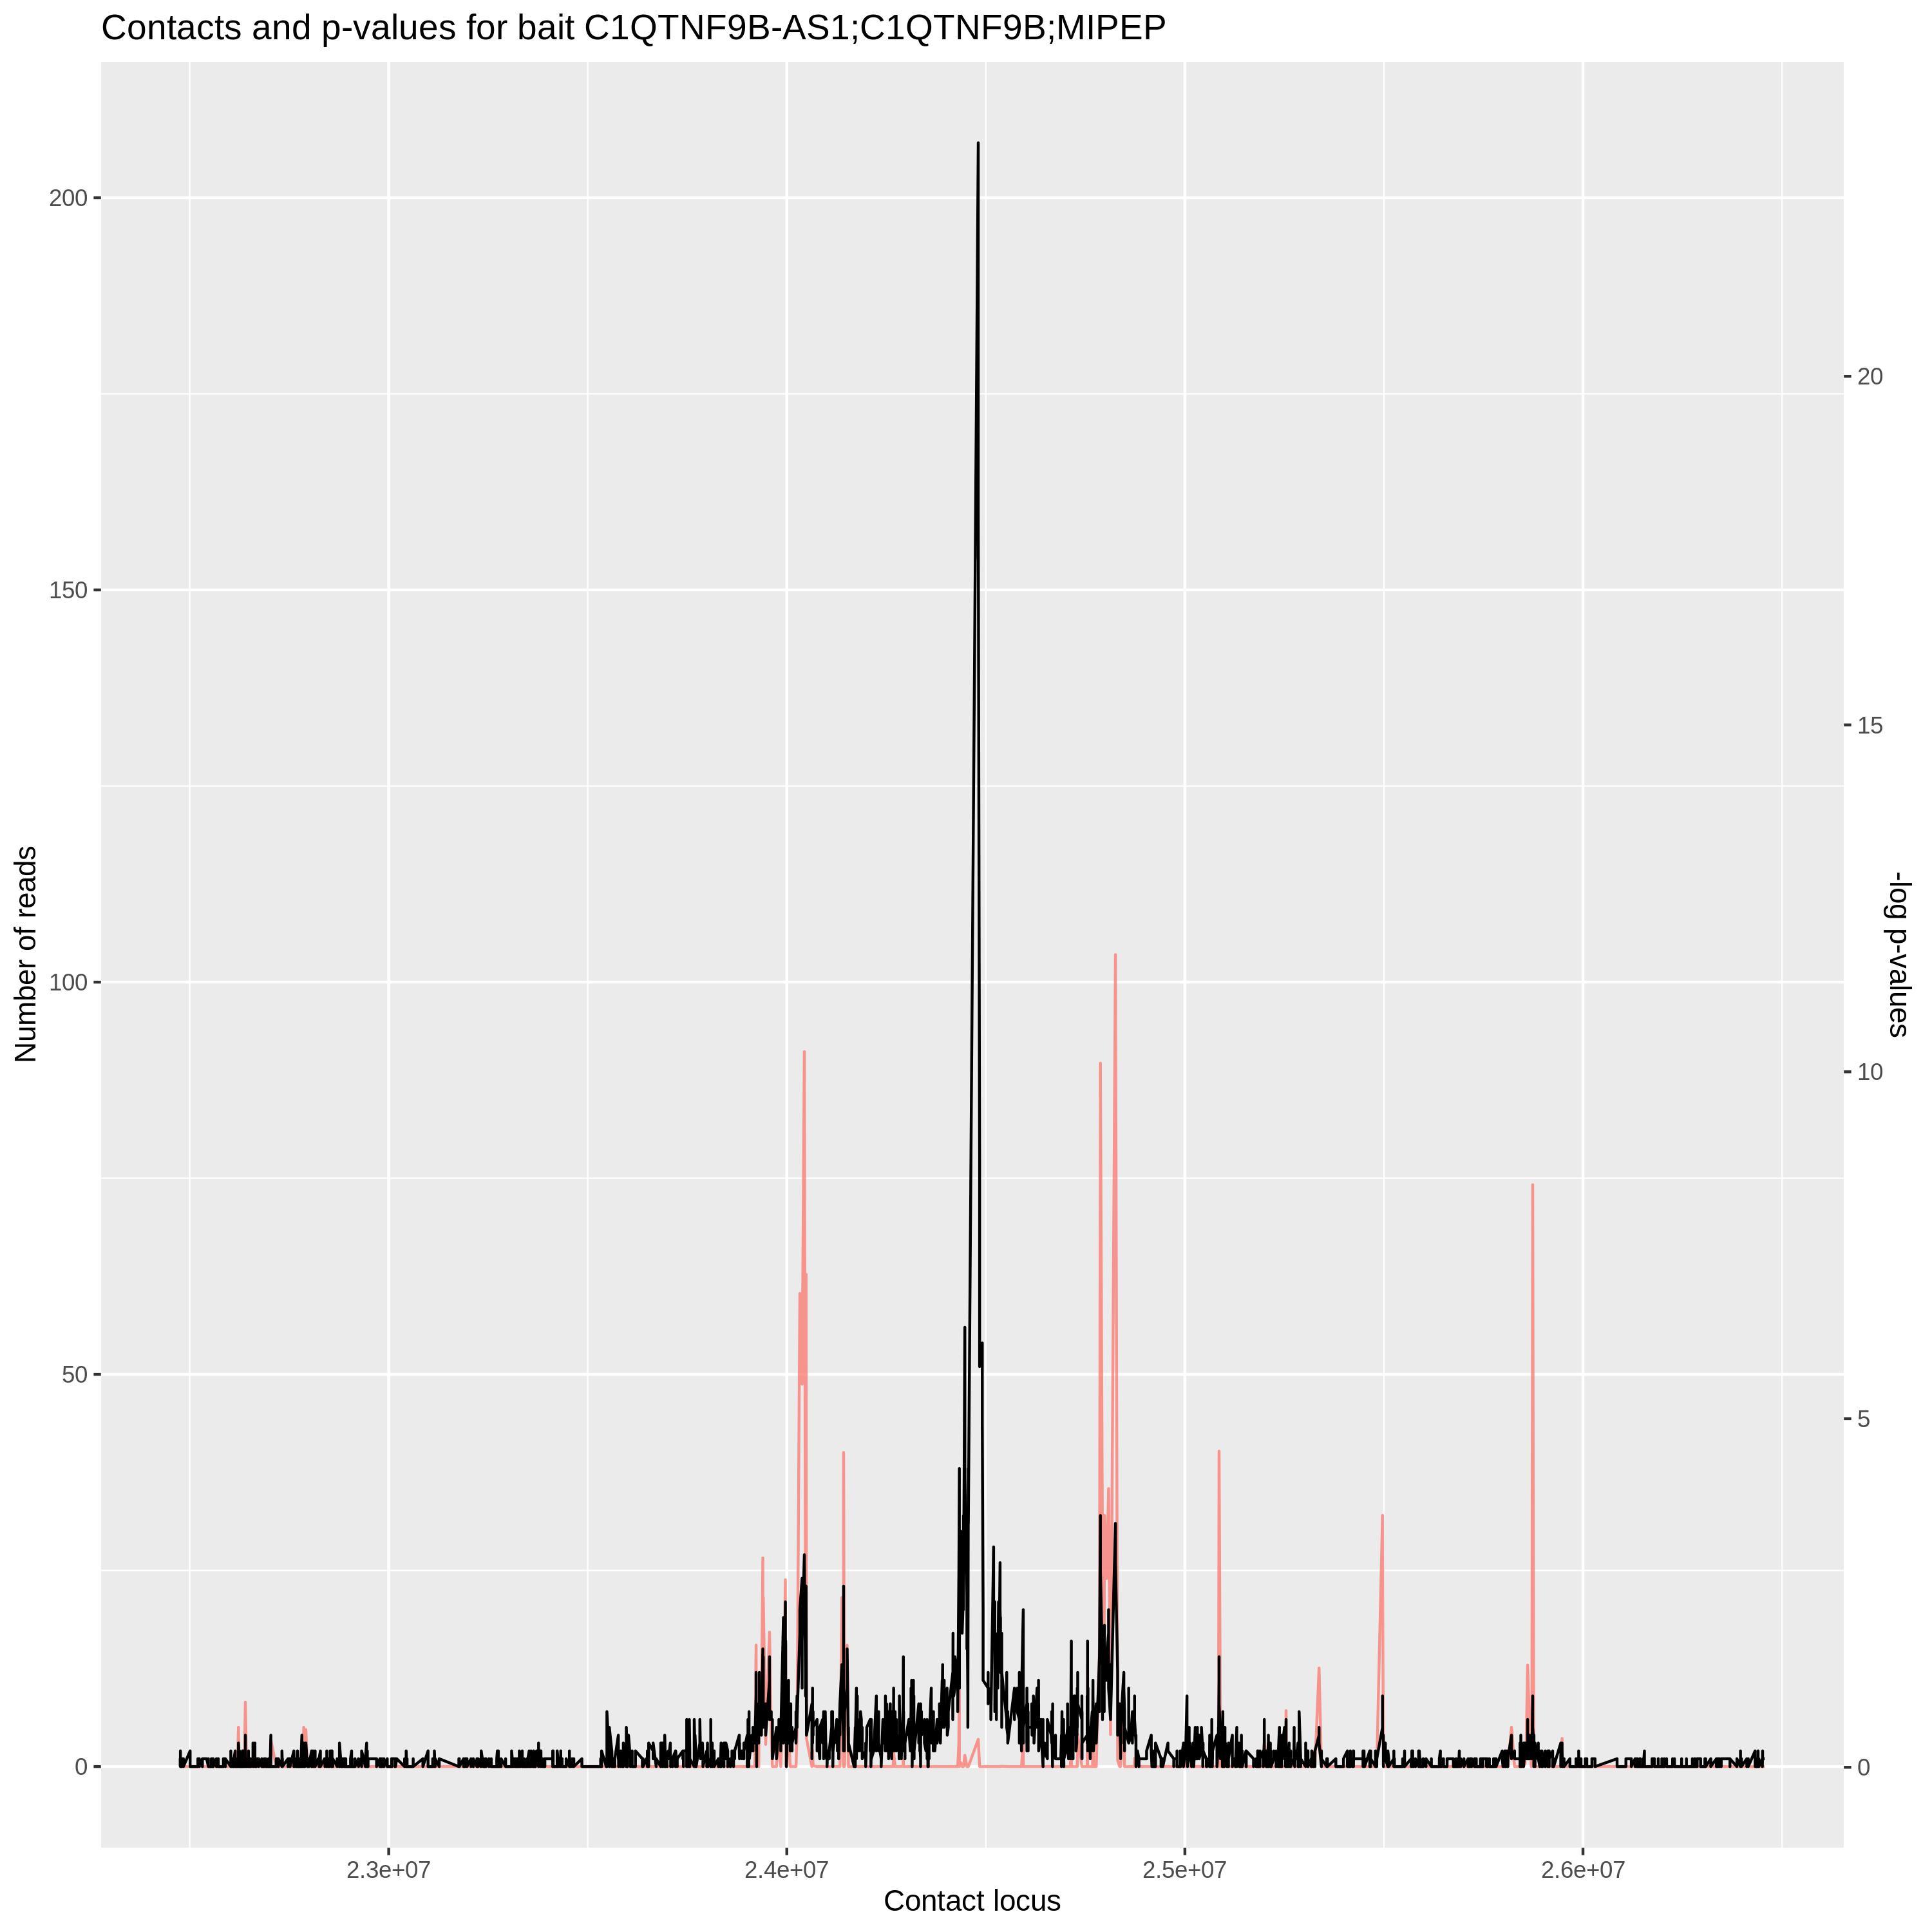 Contacts and p-values for bait C1QTNF9B-AS1;C1QTNF9B;MIPEP
200
150
100
50
0
Number of reads
20
15
10
5
0
-log p-values
2.3e+07
2.4e+07
2.5e+07
2.6e+07
Contact locus